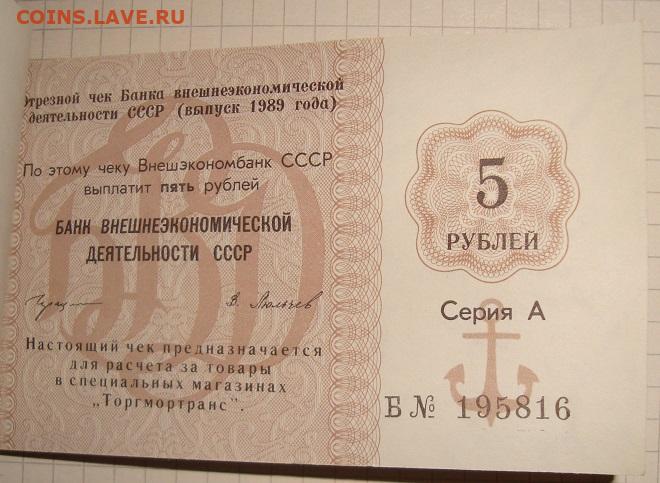 COINS.LAVE.RU
Отрезной чек Банка внешнеэкономической
деятельности СССР (выпуск 1989 года)
По этому чеку Внешэкономбанк СССР
выплатит пять рублей
БАНК ВНЕШНЕЭКОНОМИЧЕСКОЙ
ДЕЯТЕЛЬНОСТИ СССР
Настоящий чек предназначается
для расчета за товары
в специальных магазинах
„Торгмортранс".
5
РУБЛЕЙ
Серия А
Б № 195816